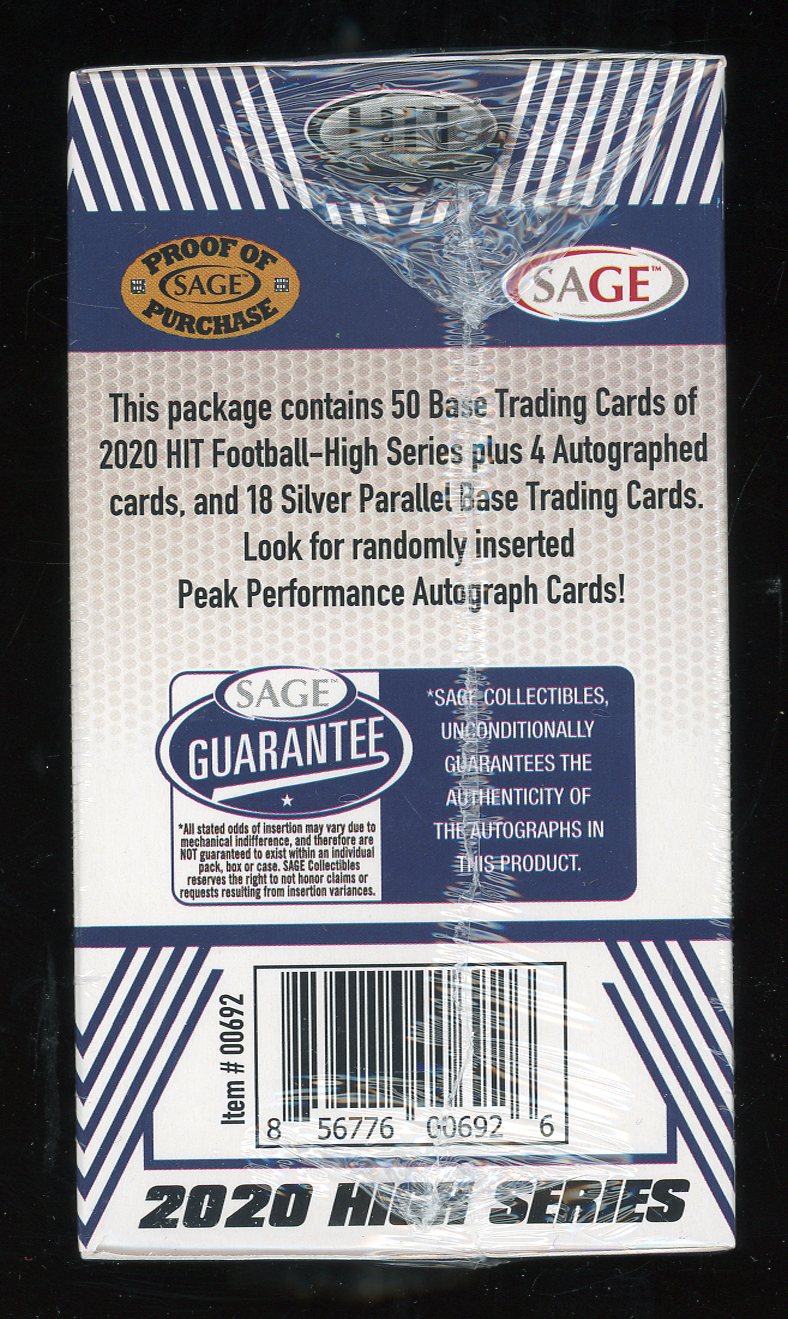 HIT
PROOF OF
SAGE™
PURCHASE
SAGE™
This package contains 50 Base Trading Cards of
2020 HIT Football-High Series plus 4 Autographed
cards, and 18 Silver Parallel Base Trading Cards.
Look for randomly inserted
Peak Performance Autograph Cards!
SAGE™
GUARANTEE
*All stated odds of insertion may vary due to
mechanical indifference, and therefore are
NOT guaranteed to exist within an individual
pack, box or case. SAGE Collectibles
reserves the right to not honor claims or
requests resulting from insertion variances.
*SAGE COLLECTIBLES,
UNCONDITIONALLY
GUARANTEES THE
AUTHENTICITY OF
THE AUTOGRAPHS IN
THIS PRODUCT.
Item # 00692
8 56776 00692 6
2020 HIGH SERIES